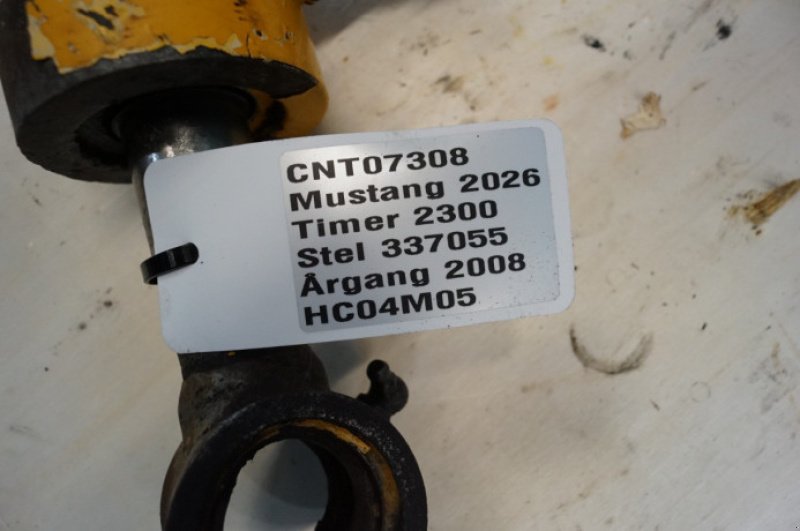 CNT07308
Mustang 2026
Timer 2300
Stel 337055
Årgang 2008
HC04M05